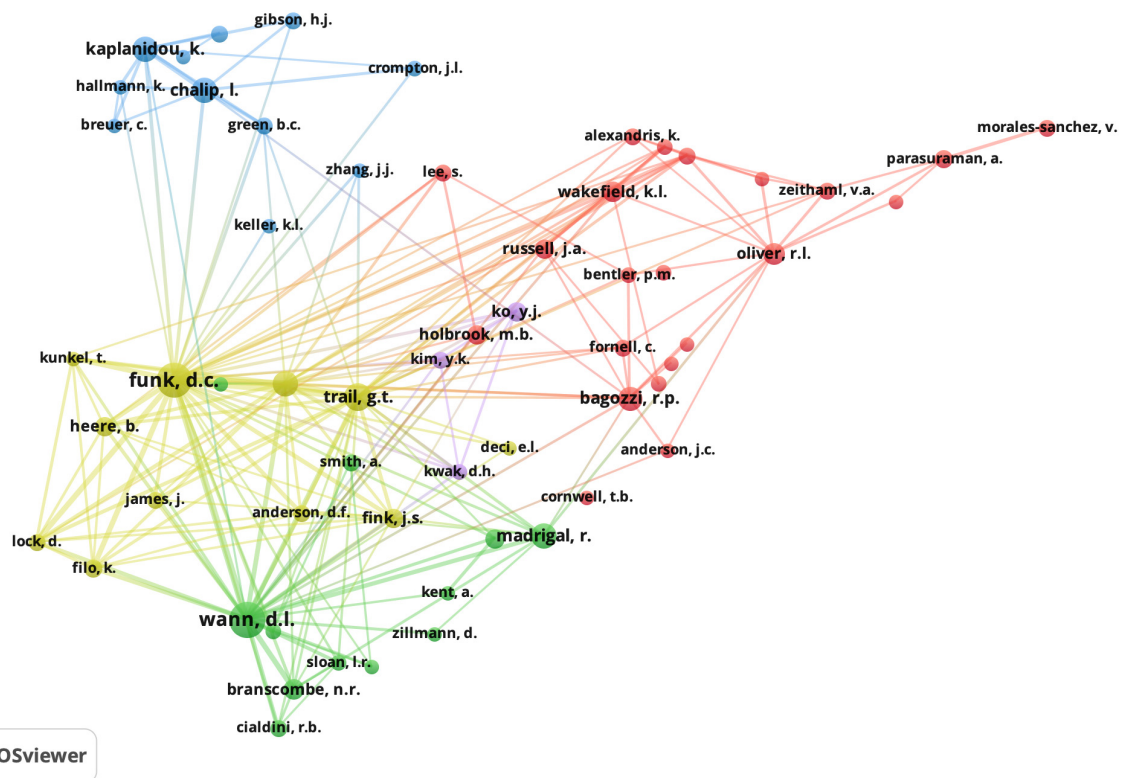 gibson, h.j.
kaplanidou, k.
crompton, j.l.
hallmann, k.
chalip, l.
breuer, c.
green, b.c.
morales-sanchez, v.
alexandris, k.
parasuraman, a.
zhang, j.j.
lee, s.
wakefield, k.l.
zeithaml, v.a.
keller, k.l.
russell, j.a.
oliver, r.l.
bentler, p.m.
ko, y.j.
holbrook, m.b.
fornell, c.
kunkel, t.
kim, y.k.
funk, d.c.
trail, g.t.
bagozzi, r.p.
heere, b.
deci, e.l.
anderson, j.c.
smith, a.
kwak, d.h.
james, j.
cornwell, t.b.
anderson, d.f.
fink, j.s.
lock, d.
madrigal, r.
filo, k.
kent, a.
wann, d.l.
zillmann, d.
sloan, l.r.
branscombe, n.r.
cialdini, r.b.
OSviewer